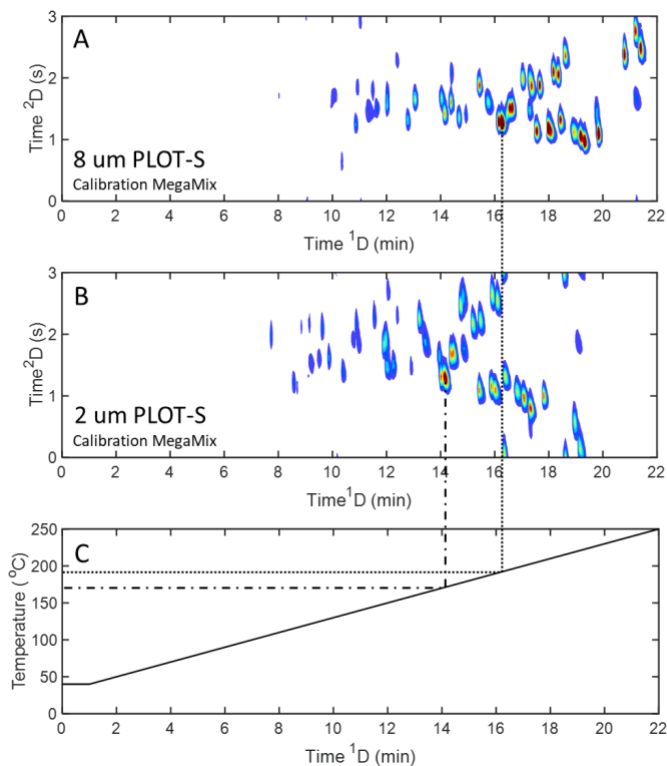 A
3
2
1
0
Time ²D (s)
8 um PLOT-S
Calibration MegaMix
0 2 4 6 8 10 12 14 16 18 20 22
Time ¹D (min)
B
3
2
1
0
Time²D (s)
2 um PLOT-S
Calibration MegaMix
0 2 4 6 8 10 12 14 16 18 20 22
Time¹D (min)
C
250
200
150
100
50
0
Temperature (°C)
0 2 4 6 8 10 12 14 16 18 20 22
Time ¹D (min)